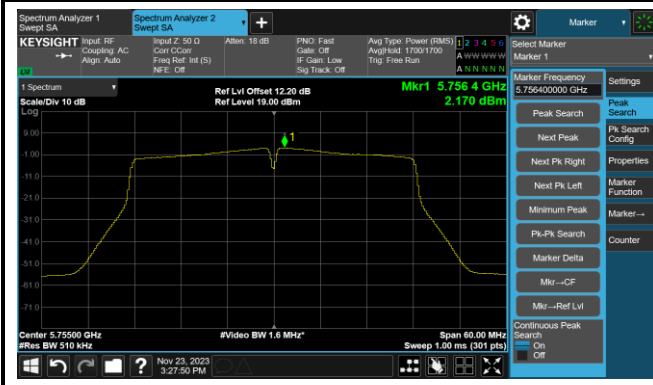 Spectrum Analyzer 1
Swept SA
Spectrum Analyzer 2
Swept SA
+
Marker
KEYSIGHT
Input: RF
Coupling: AC
Align: Auto
Input Z: 50 Ω
Corr CCorr
Freq Ref: Int (S)
NFE: Off
Atten: 18 dB
PNO: Fast
Gate: Off
IF Gain: Low
Sig Track: Off
Avg Type: Power (RMS)
Avg|Hold: 1700/1700
Trig: Free Run
1 2 3 4 5 6
A W W W W W
A N N N N N
Select Marker
Marker 1
LXI
1 Spectrum
Scale/Div 10 dB
Log
Ref Lvl Offset 12.20 dB
Ref Level 19.00 dBm
Mkr1 5.756 4 GHz
2.170 dBm
9.00
-1.00
-11.0
-21.0
-31.0
-41.0
-51.0
-61.0
-71.0
1
Center 5.75500 GHz
#Res BW 510 kHz
#Video BW 1.6 MHz*
Span 60.00 MHz
Sweep 1.00 ms (301 pts)
Marker Frequency
5.756400000 GHz
Peak Search
Next Peak
Next Pk Right
Next Pk Left
Minimum Peak
Pk-Pk Search
Marker Delta
Mkr→CF
Mkr→Ref Lvl
Continuous Peak
Search
On
Off
Settings
Peak
Search
Pk Search
Config
Properties
Marker
Function
Marker→
Counter
?
Nov 23, 2023
3:27:50 PM